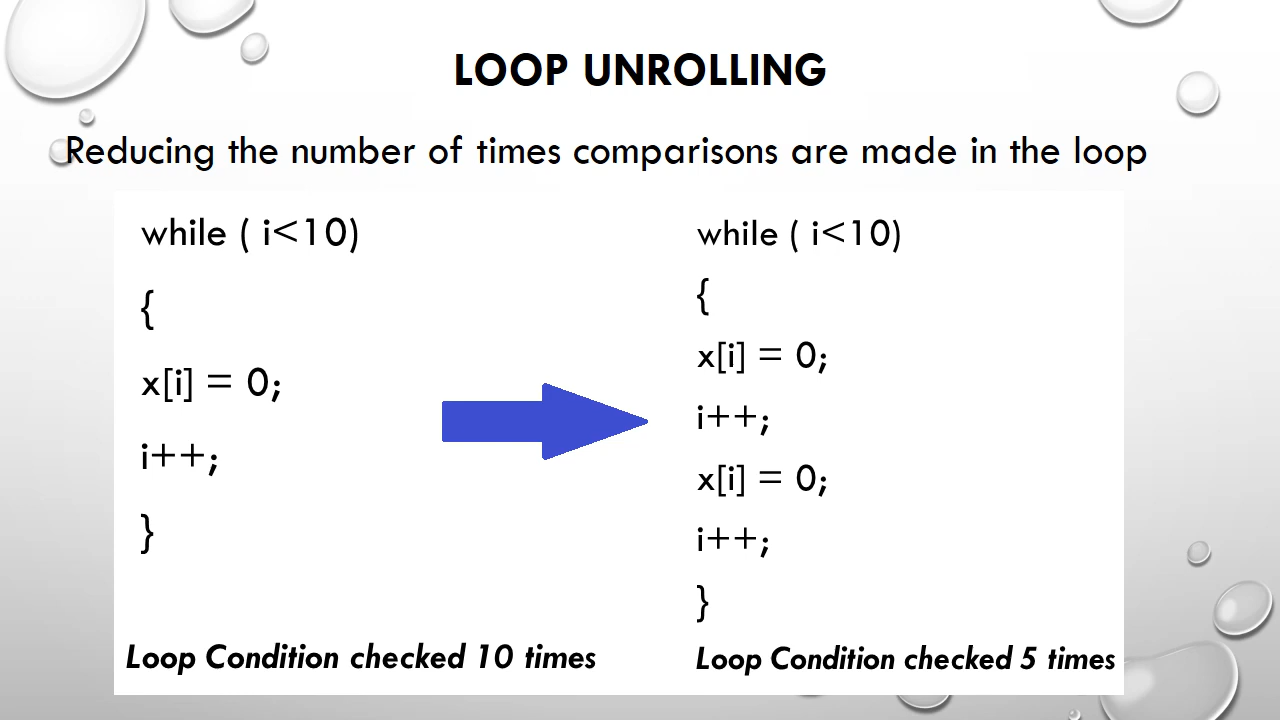 LOOP UNROLLING
Reducing the number of times comparisons are made in the loop
while ( i<10)
{
x[i] = 0;
i++;
}
Loop Condition checked 10 times
while ( i<10)
{
x[i] = 0;
i++;
x[i] = 0;
i++;
}
Loop Condition checked 5 times